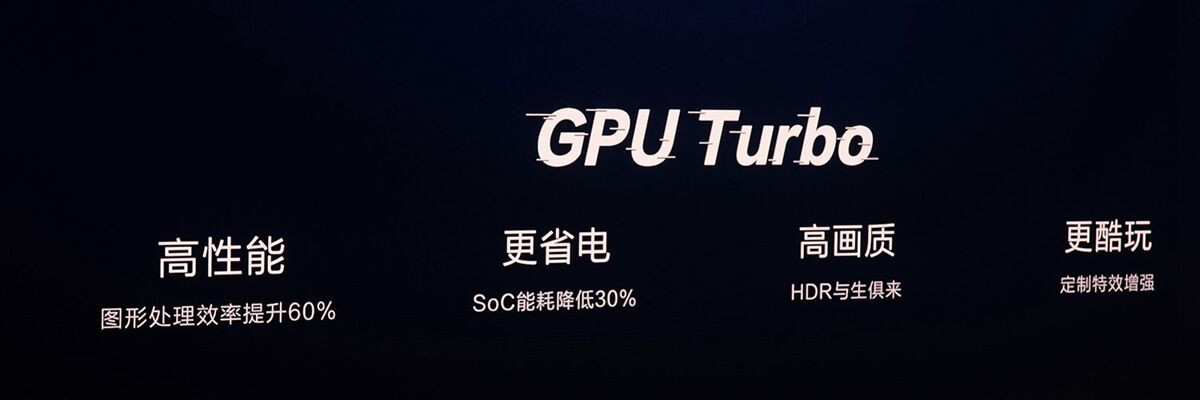 GPU Turbo
高性能
图形处理效率提升60%
更省电
SoC能耗降低30%
高画质
HDR与生俱来
更酷玩
定制特效增强